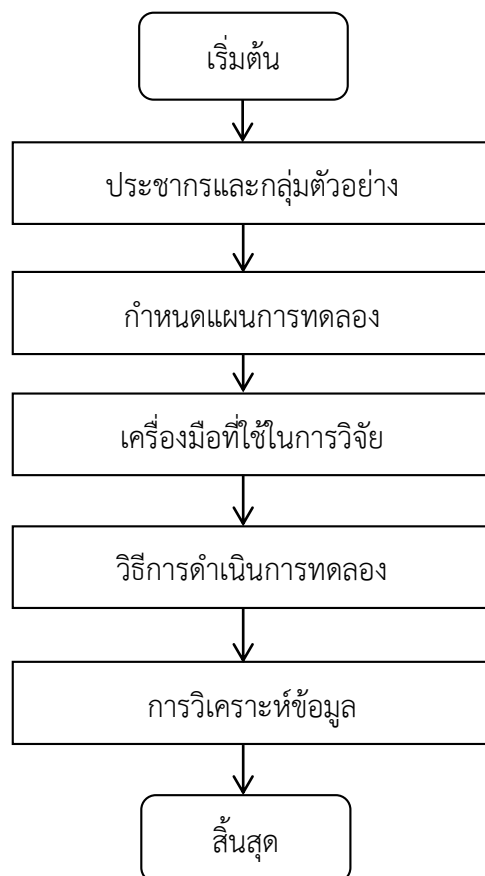 เริ่มต้น
ประชากรและกลุ่มตัวอย่าง
กำหนดแผนการทดลอง
เครื่องมือที่ใช้ในการวิจัย
วิธีการดำเนินการทดลอง
การวิเคราะห์ข้อมูล
สิ้นสุด